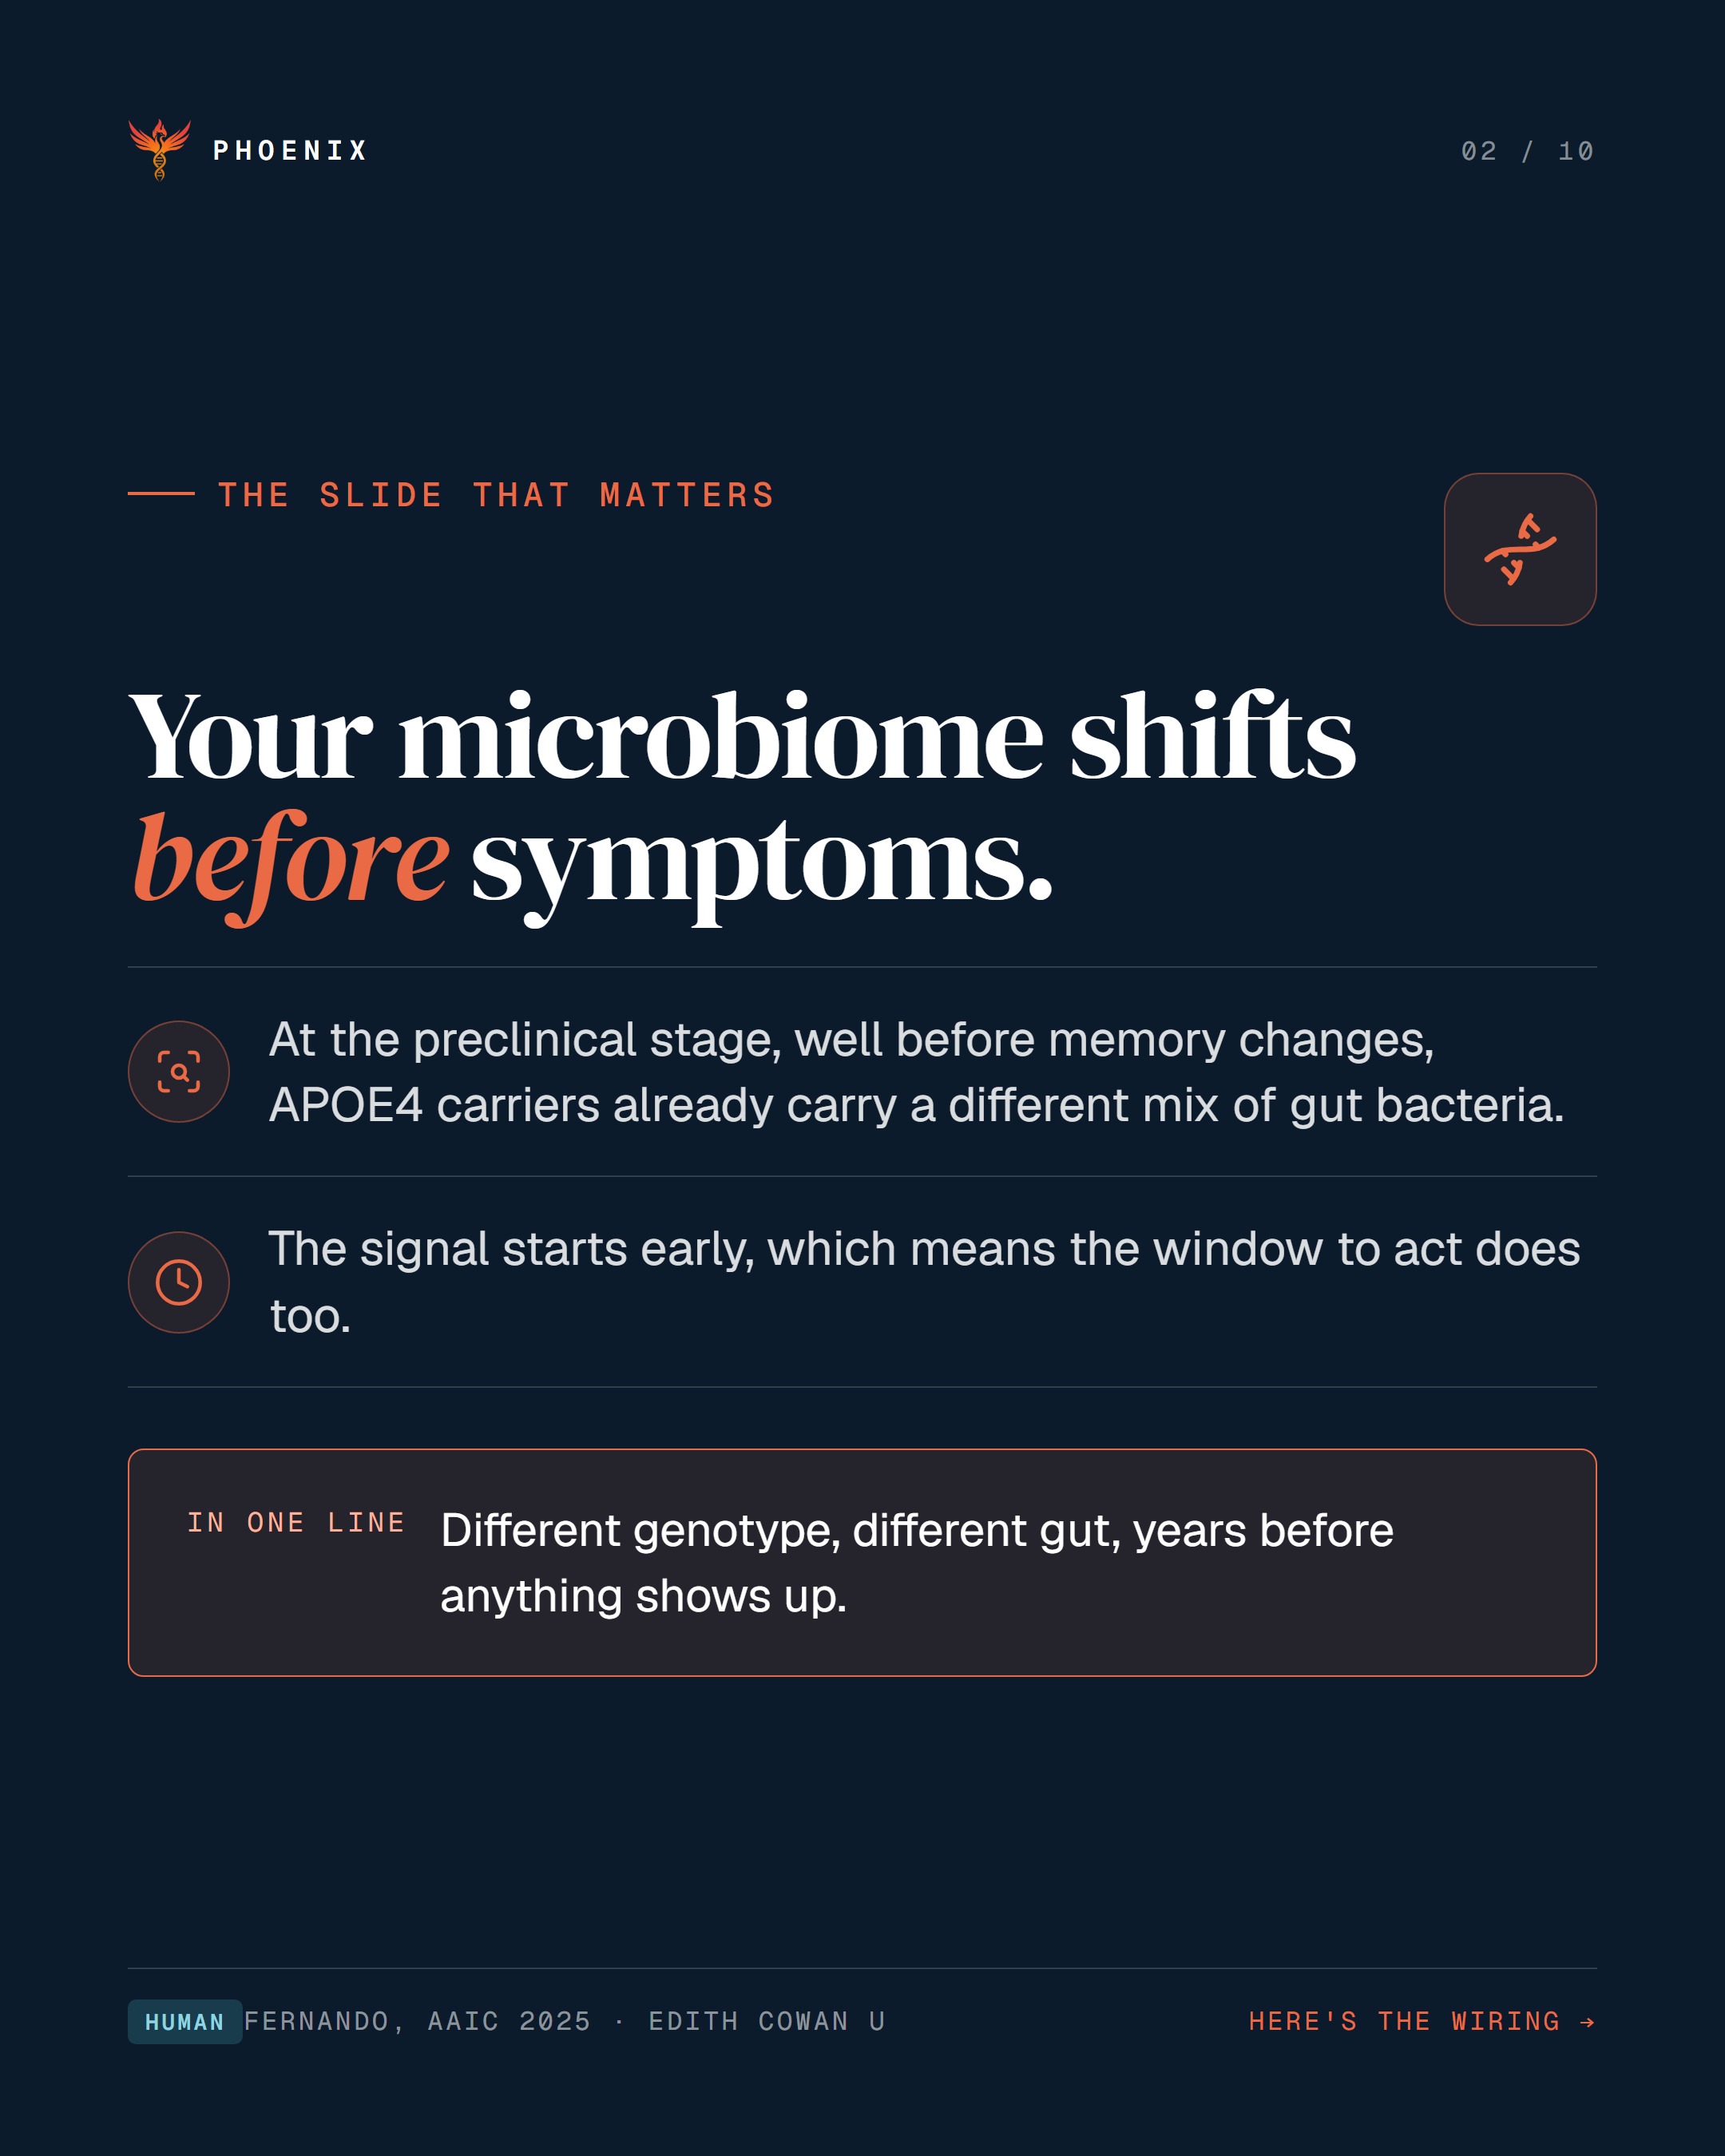 PHOENIX
02 / 10
THE SLIDE THAT MATTERS
Your microbiome shifts
before symptoms.
At the preclinical stage, well before memory changes,
APOE4 carriers already carry a different mix of gut bacteria.
The signal starts early, which means the window to act does
too.
IN ONE LINE
Different genotype, different gut, years before
anything shows up.
HUMAN FERNANDO, AAIC 2025 · EDITH COWAN U
HERE'S THE WIRING →